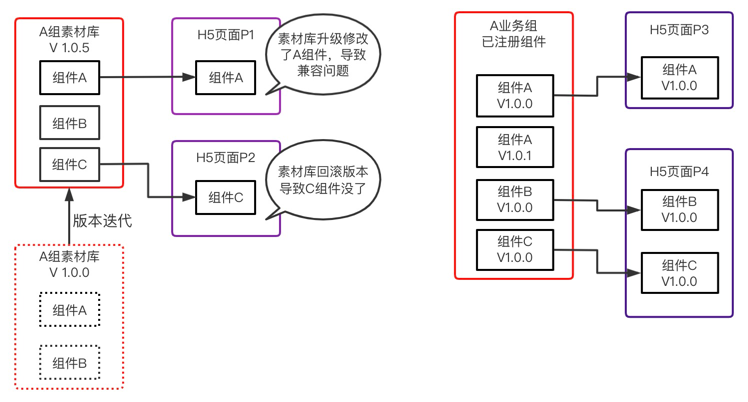 A组素材库
V 1.0.5
组件A
组件B
组件C
H5页面P1
组件A
素材库升级修改
了A组件，导致
兼容问题
H5页面P2
组件C
素材库回滚版本
导致C组件没了
版本迭代
A组素材库
V 1.0.0
组件A
组件B
A业务组
已注册组件
组件A
V1.0.0
组件A
V1.0.1
组件B
V1.0.0
组件C
V1.0.0
H5页面P3
组件A
V1.0.0
H5页面P4
组件B
V1.0.0
组件C
V1.0.0